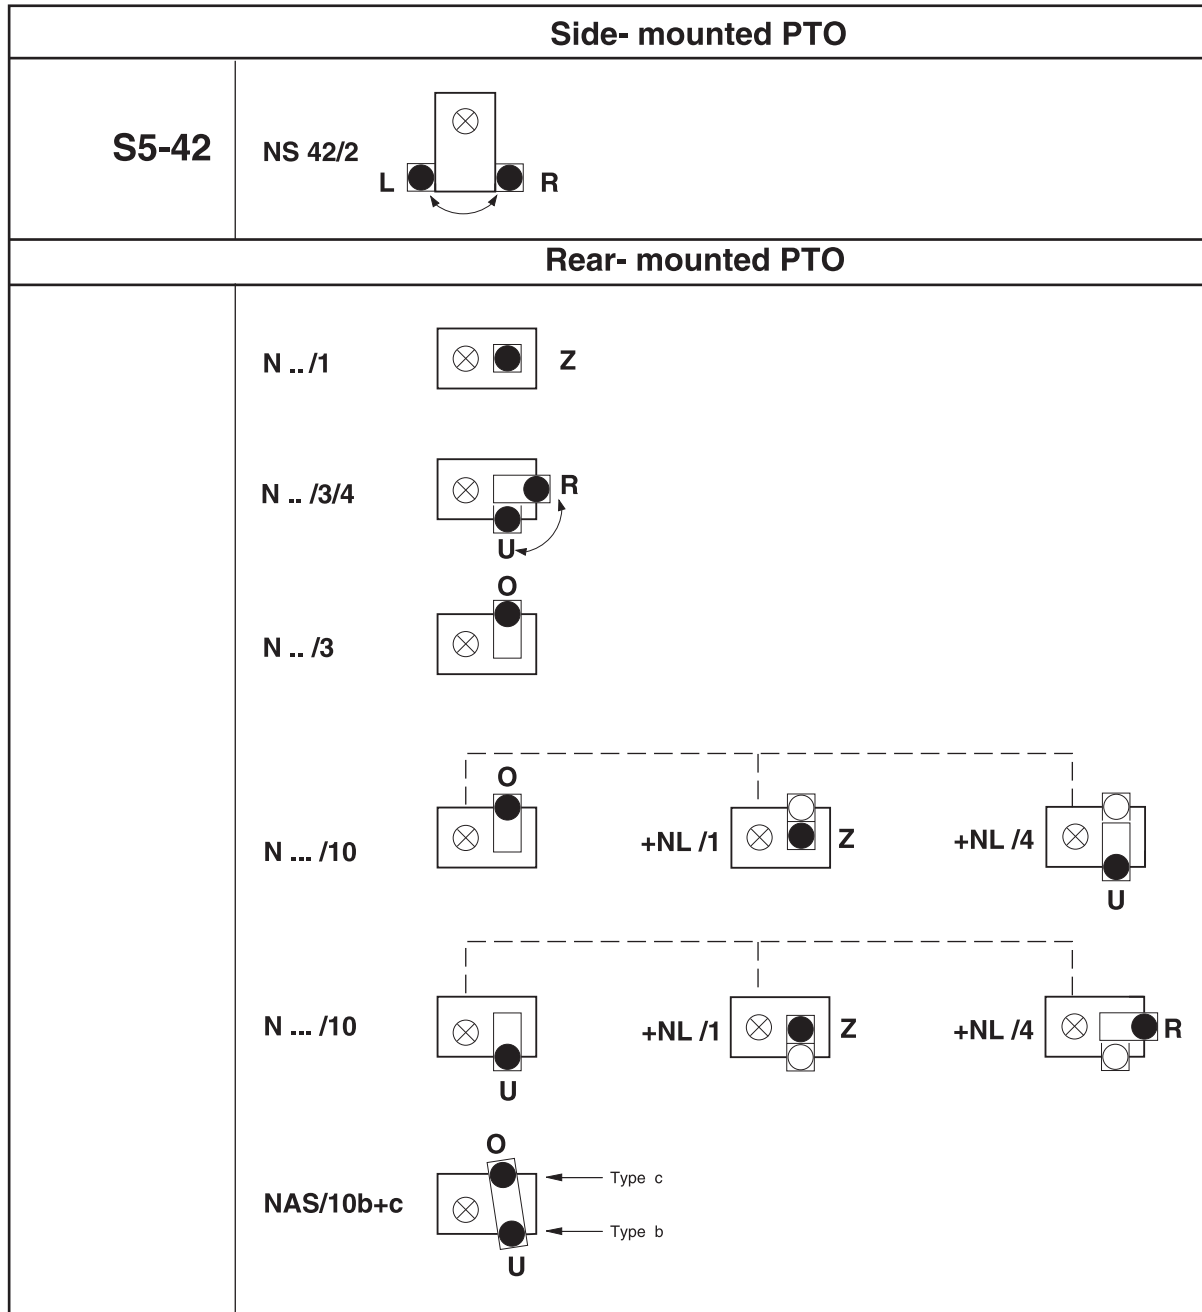 Side- mounted PTO
S5-42
NS 42/2
L
R
Rear- mounted PTO
N .. /1
Z
N .. /3/4
R
U
O
N .. /3
O
N ... /10
+NL /1
Z
+NL /4
U
N ... /10
U
+NL /1
Z
+NL /4
R
O
NAS/10b+c
Type c
Type b
U